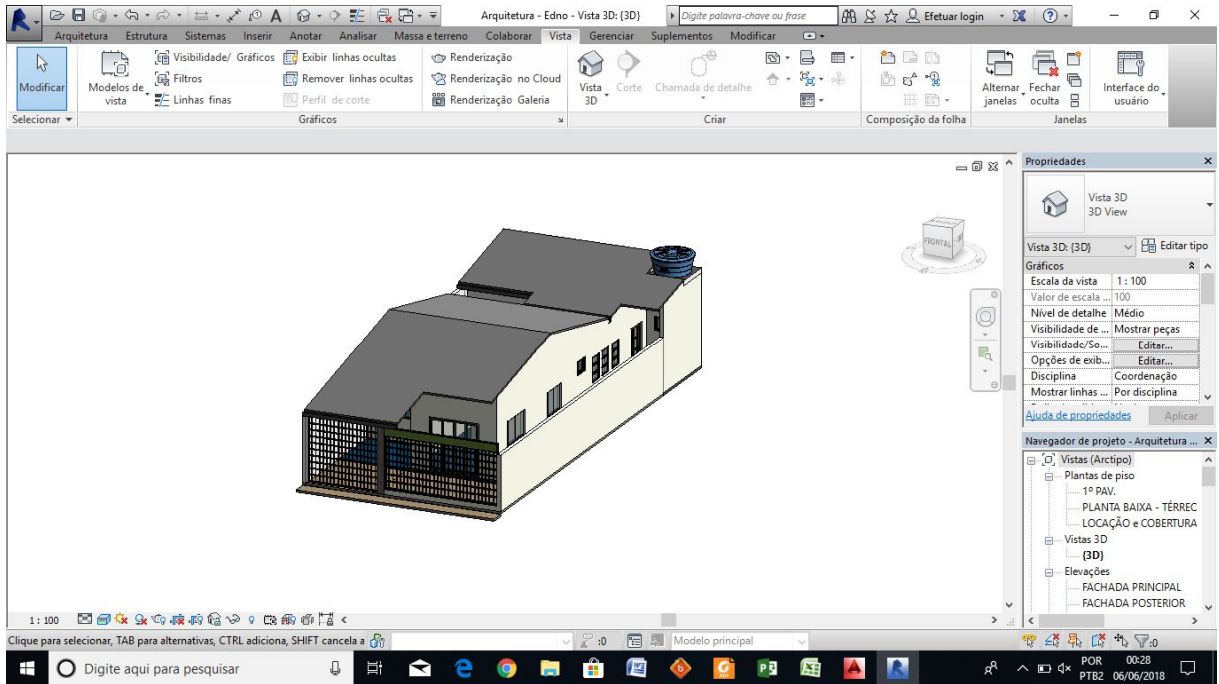 Arquitetura - Edno - Vista 3D: {3D}
Digite palavra-chave ou frase
Efetuar login
Arquitetura Estrutura Sistemas Inserir Anotar Analisar Massa e terreno Colaborar Vista Gerenciar Suplementos Modificar
Modificar
Modelos de vista
Visibilidade/ Gráficos
Filtros
Linhas finas
Exibir linhas ocultas
Remover linhas ocultas
Perfil de corte
Renderização
Renderização no Cloud
Renderização Galeria
Vista 3D
Corte
Chamada de detalhe
Alternar janelas
Fechar oculta
Interface do usuário
Selecionar
Gráficos
Criar
Composição da folha
Janelas
FRONTAL
Propriedades
Vista 3D
3D View
Vista 3D: {3D}
Editar tipo
Gráficos
Escala da vista 1 : 100
Valor de escala ... 100
Nível de detalhe Médio
Visibilidade de ... Mostrar peças
Visibilidade/So... Editar...
Opções de exib... Editar...
Disciplina Coordenação
Mostrar linhas ... Por disciplina
Ajuda de propriedades
Aplicar
Navegador de projeto - Arquitetura ...
Vistas (Arctipo)
Plantas de piso
1º PAV.
PLANTA BAIXA - TÉRREC
LOCAÇÃO e COBERTURA
Vistas 3D
{3D}
Elevações
FACHADA PRINCIPAL
FACHADA POSTERIOR
1 : 100
Clique para selecionar, TAB para alternativas, CTRL adiciona, SHIFT cancela a
:0
Modelo principal
:0
Digite aqui para pesquisar
POR
PTB2
00:28
06/06/2018